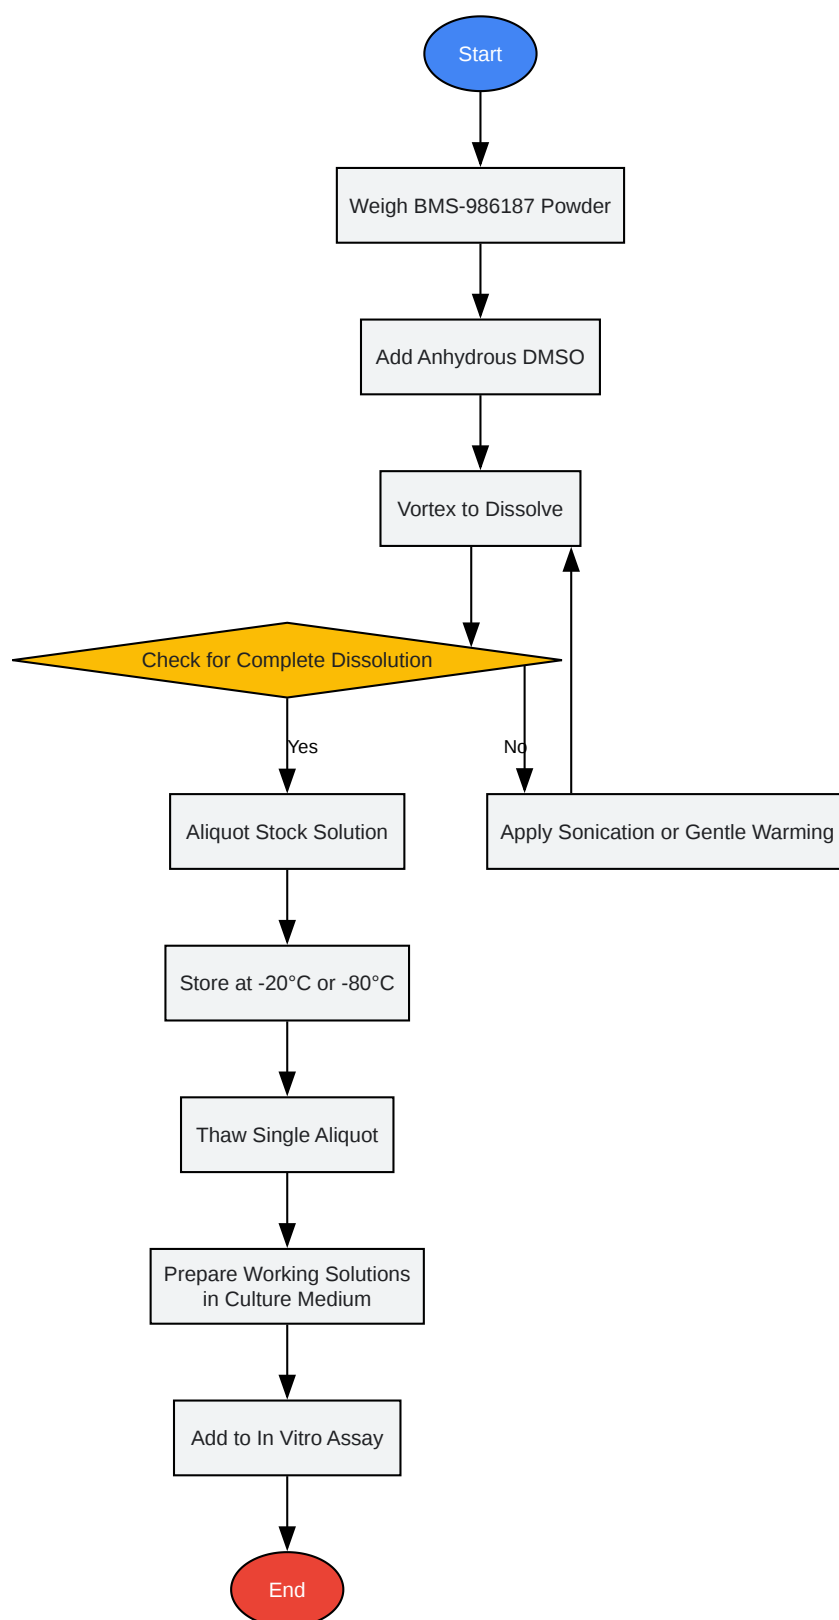 Start
Weigh BMS-986187 Powder
Add Anhydrous DMSO
Vortex to Dissolve
Check for Complete Dissolution
Yes
No
Aliquot Stock Solution
Apply Sonication or Gentle Warming
Store at -20°C or -80°C
Thaw Single Aliquot
Prepare Working Solutions
in Culture Medium
Add to In Vitro Assay
End